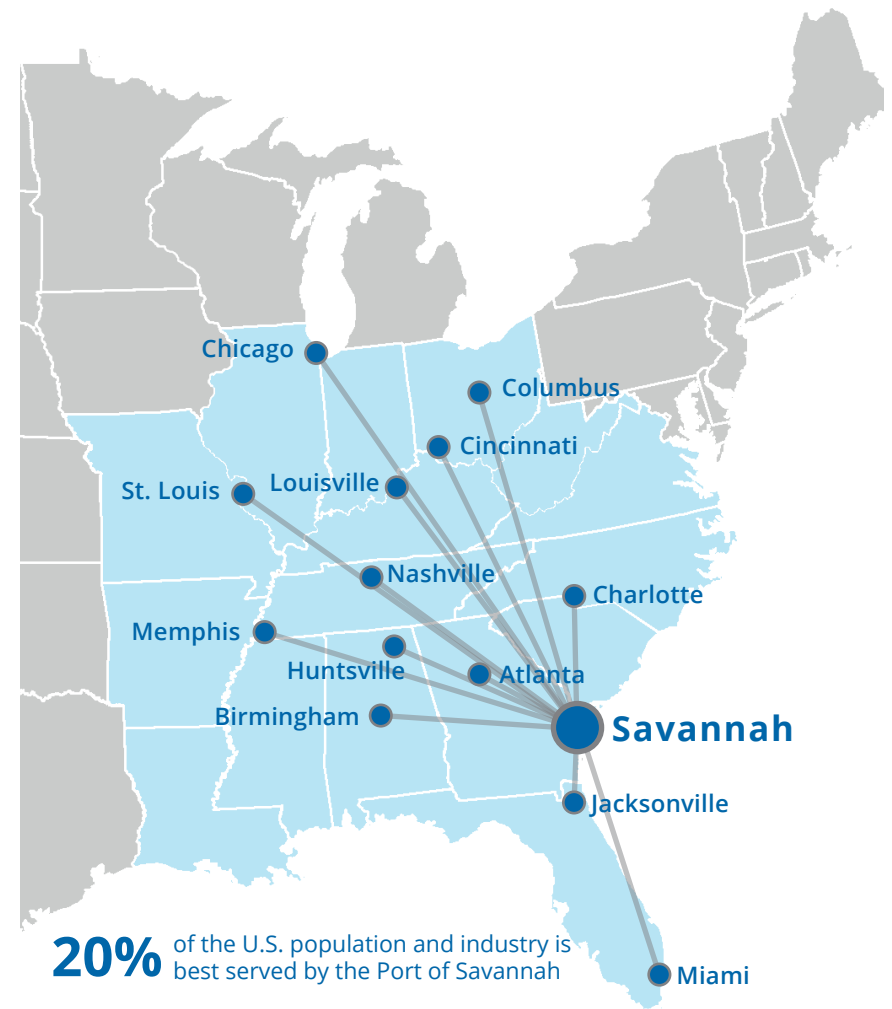 Chicago
Columbus
Cincinnati
Louisville
St. Louis
Nashville
Charlotte
Memphis
Huntsville
Atlanta
Birmingham
Savannah
Jacksonville
20% of the U.S. population and industry is
best served by the Port of Savannah
Miami